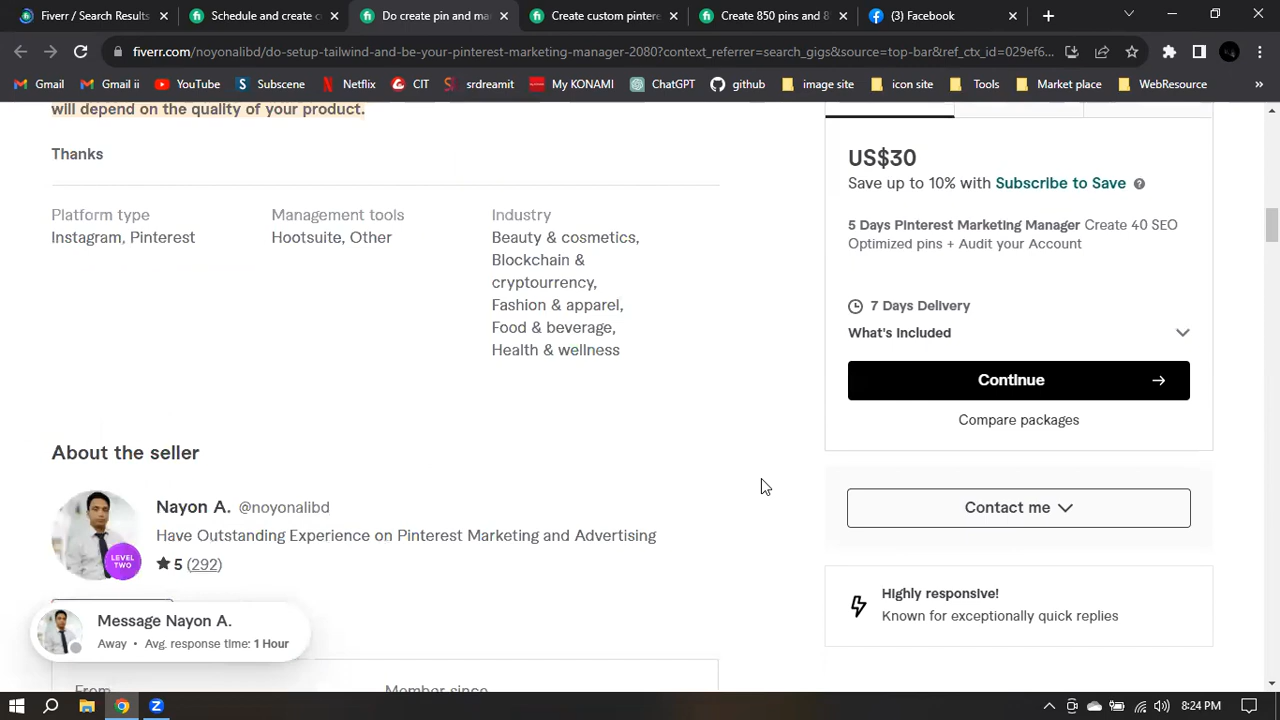 Fiverr / Search Results
Schedule and create c
Do create pin and ma
Create custom pintere
Create 850 pins and 8
(3) Facebook
fiverr.com/noyonalibd/do-setup-tailwind-and-be-your-pinterest-marketing-manager-2080?context_referrer=search_gigs&source=top-bar&ref_ctx_id=029ef6...
Gmail
Gmail ii
YouTube
Subscene
Netflix
CIT
srdreamit
My KONAMI
ChatGPT
github
image site
icon site
Tools
Market place
WebResource
will depend on the quality of your product.
Thanks
Platform type
Instagram, Pinterest
Management tools
Hootsuite, Other
Industry
Beauty & cosmetics,
Blockchain &
cryptocurrency,
Fashion & apparel,
Food & beverage,
Health & wellness
About the seller
Nayon A. @noyonalibd
Have Outstanding Experience on Pinterest Marketing and Advertising
5 (292)
LEVEL
TWO
Message Nayon A.
Away • Avg. response time: 1 Hour
From
Member since
US$30
Save up to 10% with Subscribe to Save
5 Days Pinterest Marketing Manager Create 40 SEO
Optimized pins + Audit your Account
7 Days Delivery
What's Included
Continue
Compare packages
Contact me
Highly responsive!
Known for exceptionally quick replies
8:24 PM